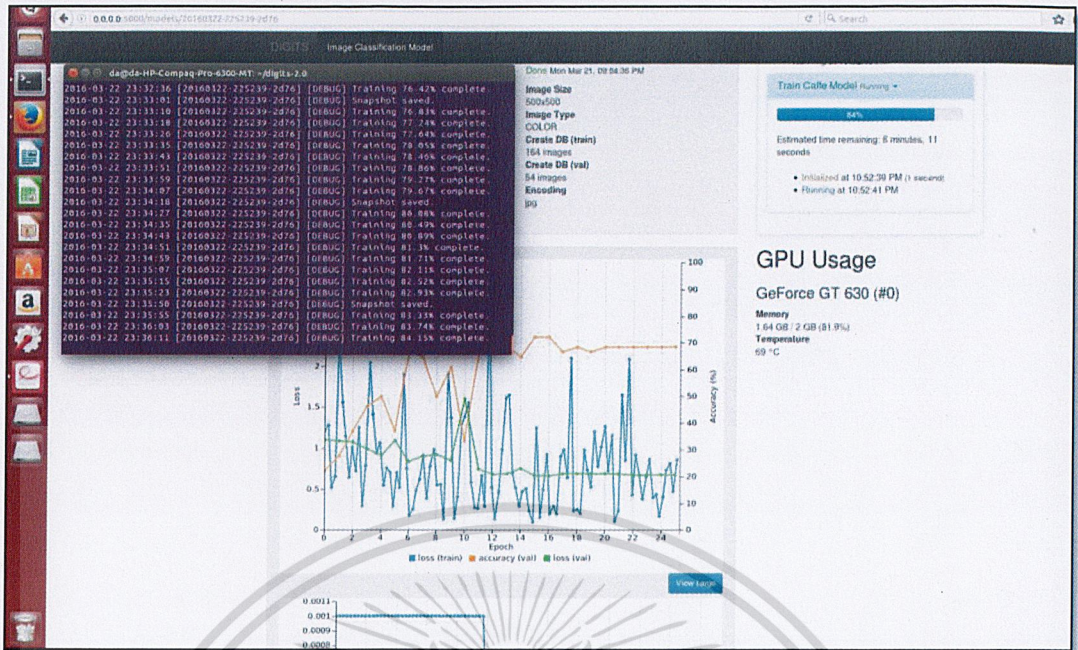 0.0.0.0:5000/models/20160322-225239-2d76
Search
DIGITS
Image Classification Model
da@da-HP-Compaq-Pro-6300-MT: ~/digits-2.0
2016-03-22 23:32:36 [20160322-225239-2d76] [DEBUG] Training 76.42% complete.
2016-03-22 23:33:01 [20160322-225239-2d76] [DEBUG] Snapshot saved.
2016-03-22 23:33:10 [20160322-225239-2d76] [DEBUG] Training 76.83% complete.
2016-03-22 23:33:18 [20160322-225239-2d76] [DEBUG] Training 77.24% complete.
2016-03-22 23:33:26 [20160322-225239-2d76] [DEBUG] Training 77.64% complete.
2016-03-22 23:33:35 [20160322-225239-2d76] [DEBUG] Training 78.05% complete.
2016-03-22 23:33:43 [20160322-225239-2d76] [DEBUG] Training 78.46% complete.
2016-03-22 23:33:51 [20160322-225239-2d76] [DEBUG] Training 78.86% complete.
2016-03-22 23:33:59 [20160322-225239-2d76] [DEBUG] Training 79.27% complete.
2016-03-22 23:34:07 [20160322-225239-2d76] [DEBUG] Training 79.67% complete.
2016-03-22 23:34:18 [20160322-225239-2d76] [DEBUG] Snapshot saved.
2016-03-22 23:34:27 [20160322-225239-2d76] [DEBUG] Training 80.08% complete.
2016-03-22 23:34:35 [20160322-225239-2d76] [DEBUG] Training 80.49% complete.
2016-03-22 23:34:43 [20160322-225239-2d76] [DEBUG] Training 80.89% complete.
2016-03-22 23:34:51 [20160322-225239-2d76] [DEBUG] Training 81.3% complete.
2016-03-22 23:34:59 [20160322-225239-2d76] [DEBUG] Training 81.71% complete.
2016-03-22 23:35:07 [20160322-225239-2d76] [DEBUG] Training 82.11% complete.
2016-03-22 23:35:15 [20160322-225239-2d76] [DEBUG] Training 82.52% complete.
2016-03-22 23:35:23 [20160322-225239-2d76] [DEBUG] Training 82.93% complete.
2016-03-22 23:35:50 [20160322-225239-2d76] [DEBUG] Snapshot saved.
2016-03-22 23:35:55 [20160322-225239-2d76] [DEBUG] Training 83.33% complete.
2016-03-22 23:36:03 [20160322-225239-2d76] [DEBUG] Training 83.74% complete.
2016-03-22 23:36:11 [20160322-225239-2d76] [DEBUG] Training 84.15% complete.
Done Mon Mar 21, 09:04:36 PM
Image Size
500x500
Image Type
COLOR
Create DB (train)
164 images
Create DB (val)
54 images
Encoding
jpg
Train Caffe Model Running
84%
Estimated time remaining: 6 minutes, 11
seconds
Initialized at 10:52:39 PM (1 second)
Running at 10:52:41 PM
GPU Usage
GeForce GT 630 (#0)
Memory
1.64 GB / 2 GB (81.9%)
Temperature
69 °C
Loss
2
1.5
1
0.5
0
100
90
80
70
60
50
40
30
20
10
0
Accuracy (%)
0 2 4 6 8 10 12 14 16 18 20 22 24
Epoch
loss (train) accuracy (val) loss (val)
View Large
0.0011
0.001
0.0009
0.0008